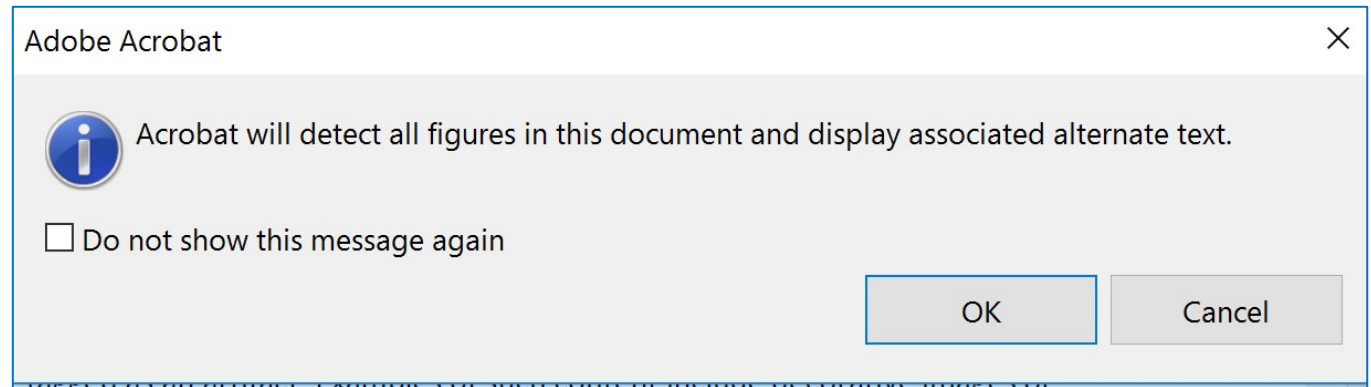 Adobe Acrobat
Acrobat will detect all figures in this document and display associated alternate text.
Do not show this message again
OK Cancel